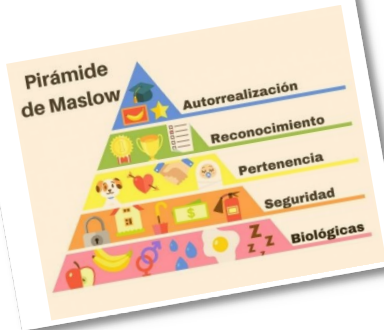 Pirámide
de Maslow
Autorrealización
Reconocimiento
Pertenencia
Seguridad
Biológicas
Z Z Z